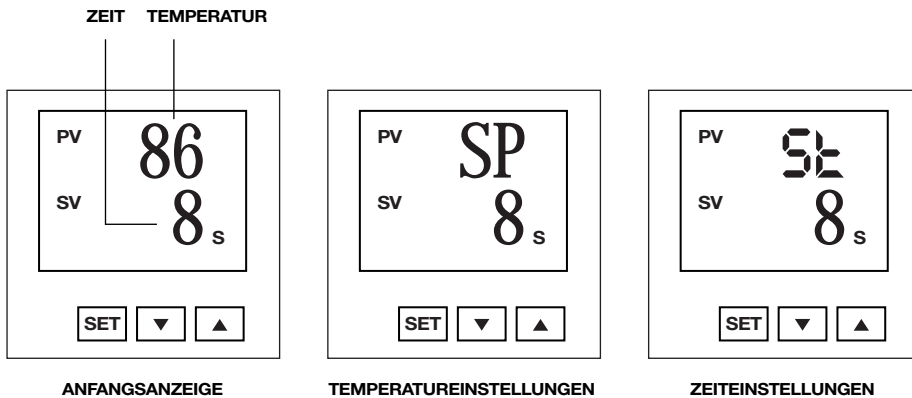 ZEIT TEMPERATUR
PV 86
SV 8 S
SET ▼ ▲
ANFANGSANZEIGE
PV SP
SV 8 S
SET ▼ ▲
TEMPERATUREINSTELLUNGEN
PV St
SV 8 S
SET ▼ ▲
ZEITEINSTELLUNGEN